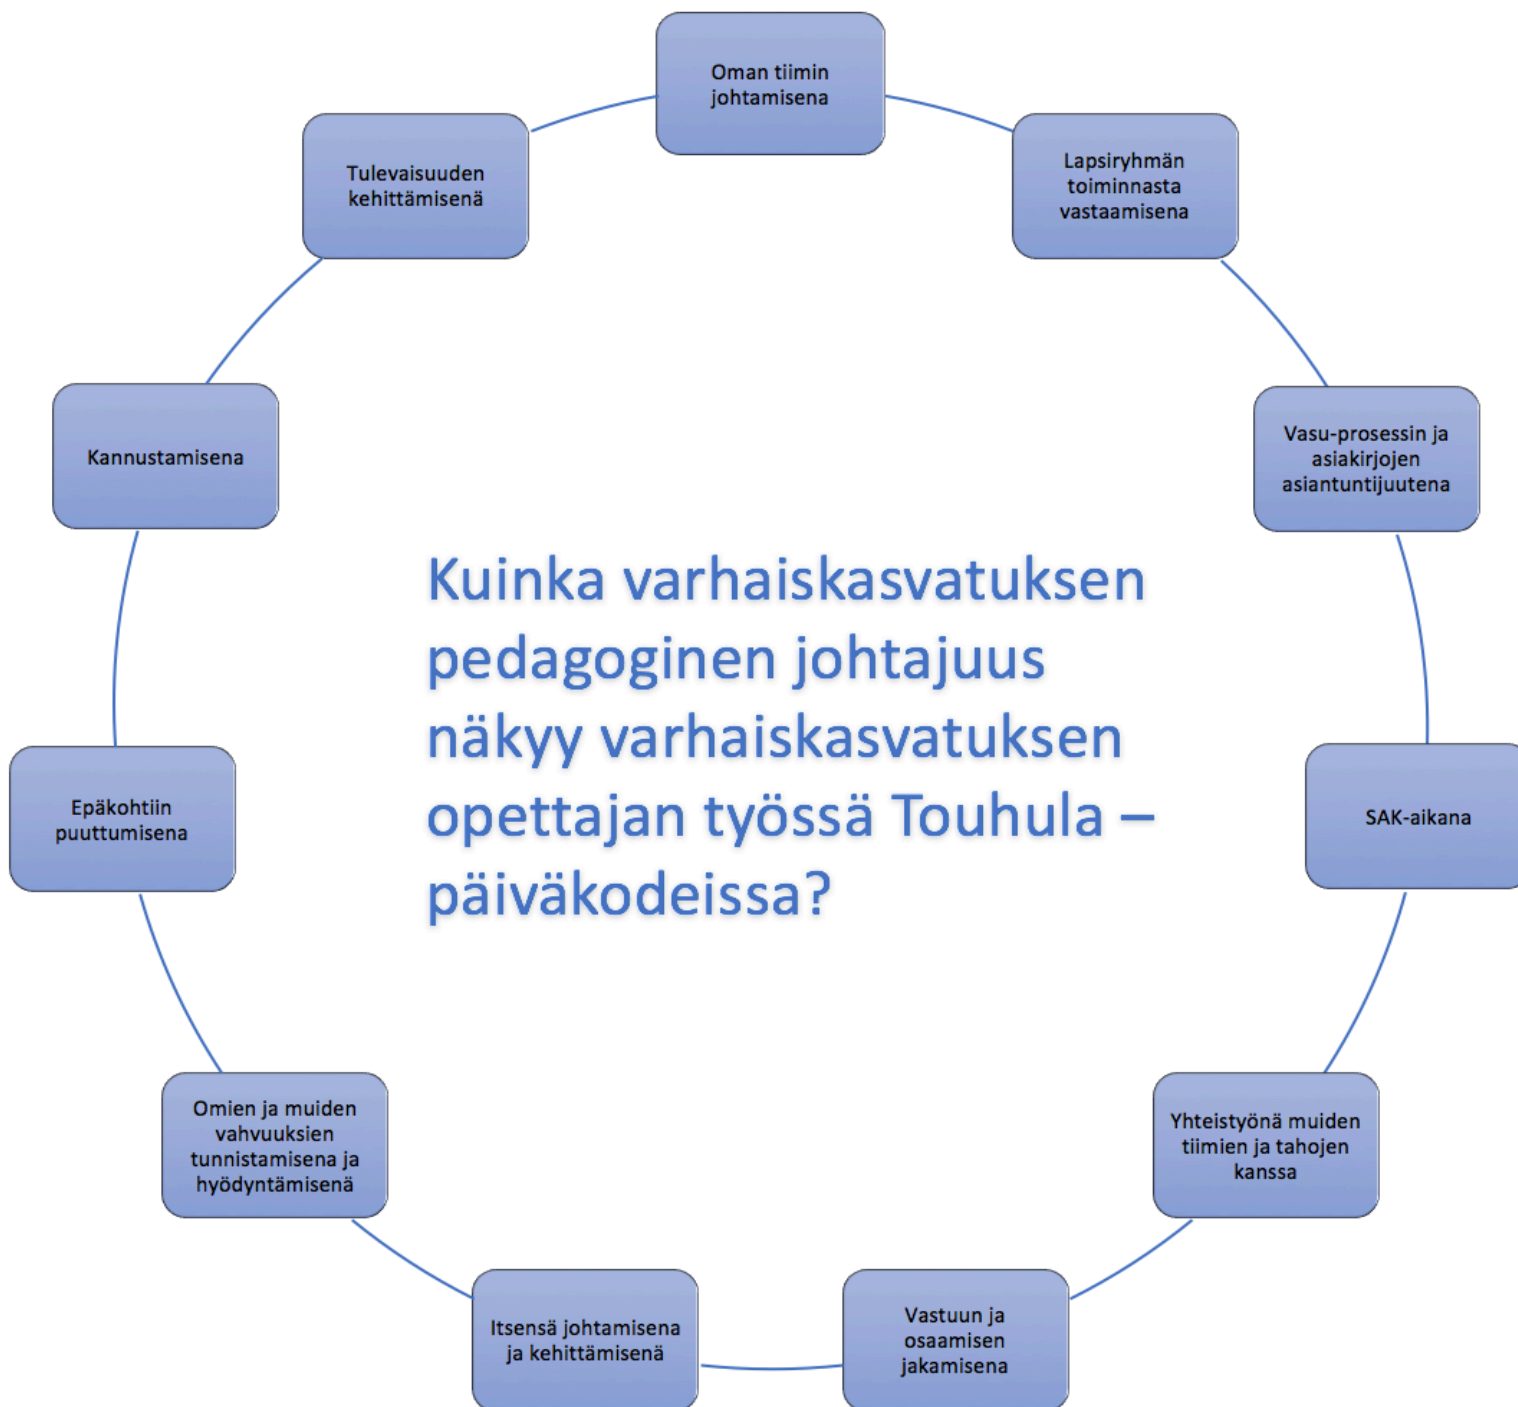 Oman tiimin
johtamisena
Lapsiryhmän
toiminnasta
vastaamisena
Vasu-prosessin ja
asiakirjojen
asiantuntijuutena
SAK-aikana
Yhteistyönä muiden
tiimien ja tahojen
kanssa
Vastuun ja
osaamisen
jakamisena
Itsensä johtamisena
ja kehittämisenä
Omien ja muiden
vahvuuksien
tunnistamisena ja
hyödyntämisenä
Epäkohtiin
puuttumisena
Kannustamisena
Tulevaisuuden
kehittämisenä
Kuinka varhaiskasvatuksen
pedagoginen johtajuus
näkyy varhaiskasvatuksen
opettajan työssä Touhula –
päiväkodeissa?